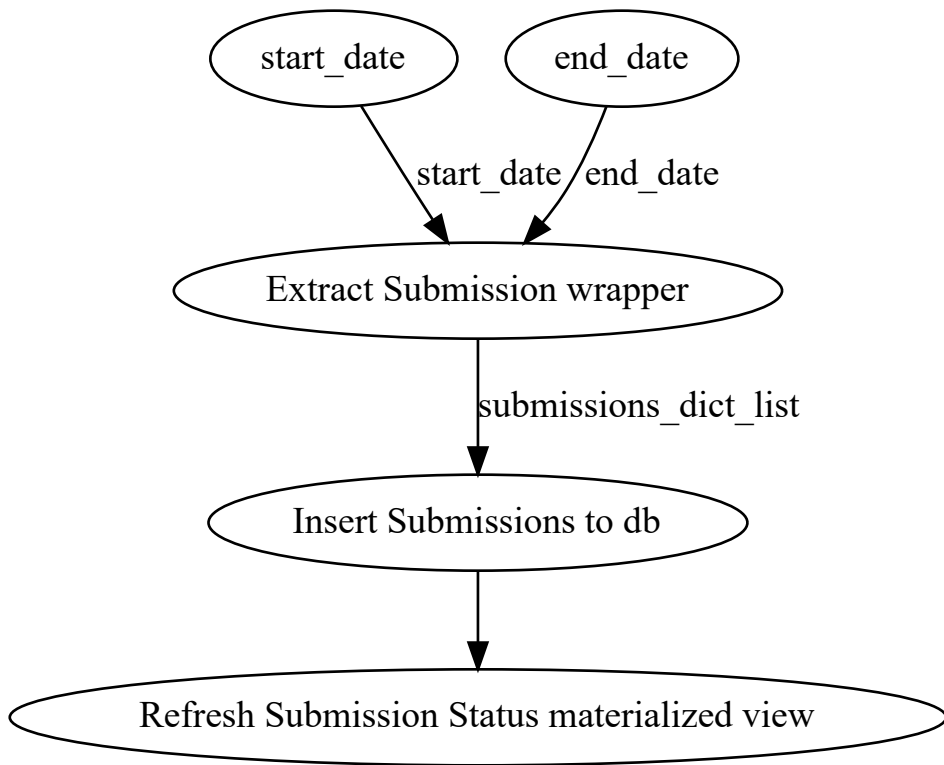 start_date
end_date
start_date
end_date
Extract Submission wrapper
submissions_dict_list
Insert Submissions to db
Refresh Submission Status materialized view